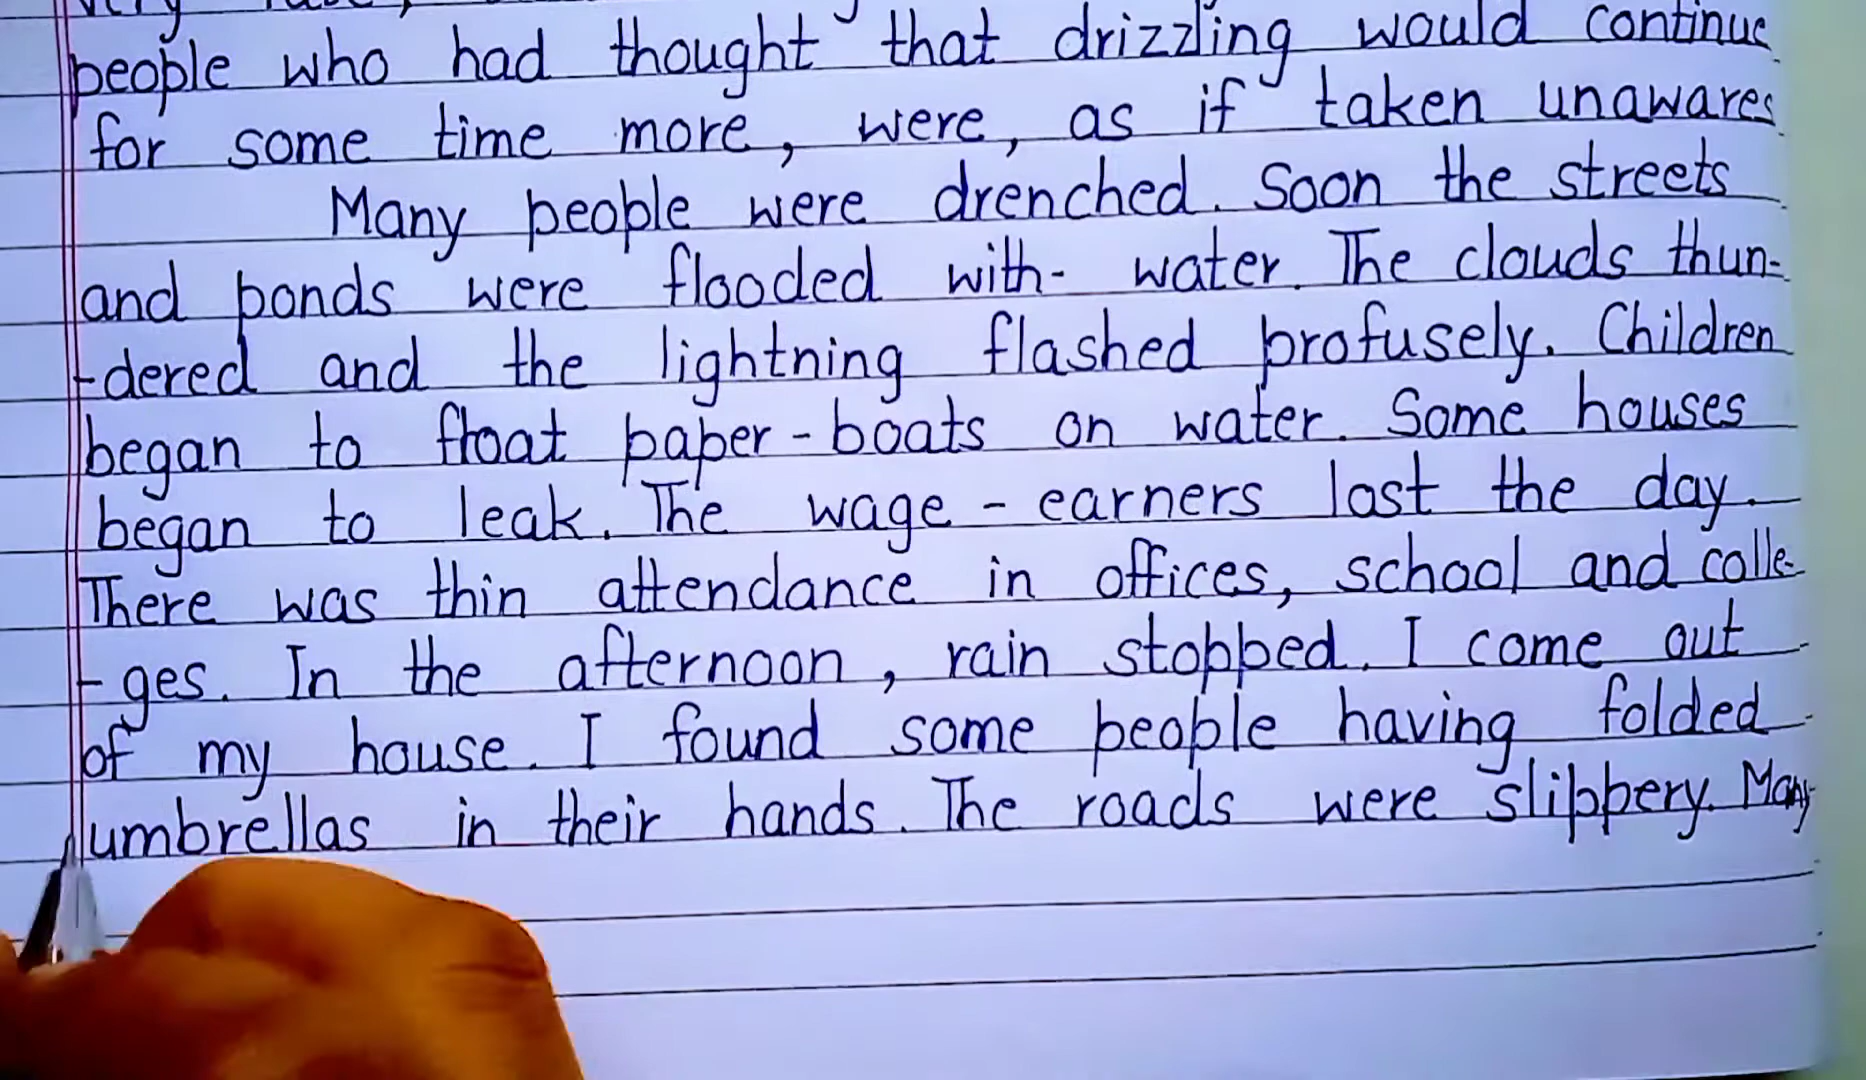 very
people who had thought that drizzling would continue
for some time more, were, as if taken unawares
Many people were drenched. Soon the streets
and ponds were flooded with- water. The clouds thun-
-dered and the lightning flashed profusely. Children
began to float paper-boats on water. Some houses
began to leak. The wage-earners lost the day.
There was thin attendance in offices, school and colle-
-ges. In the afternoon, rain stopped. I come out
of my house. I found some people having folded
umbrellas in their hands. The roads were slippery. Many